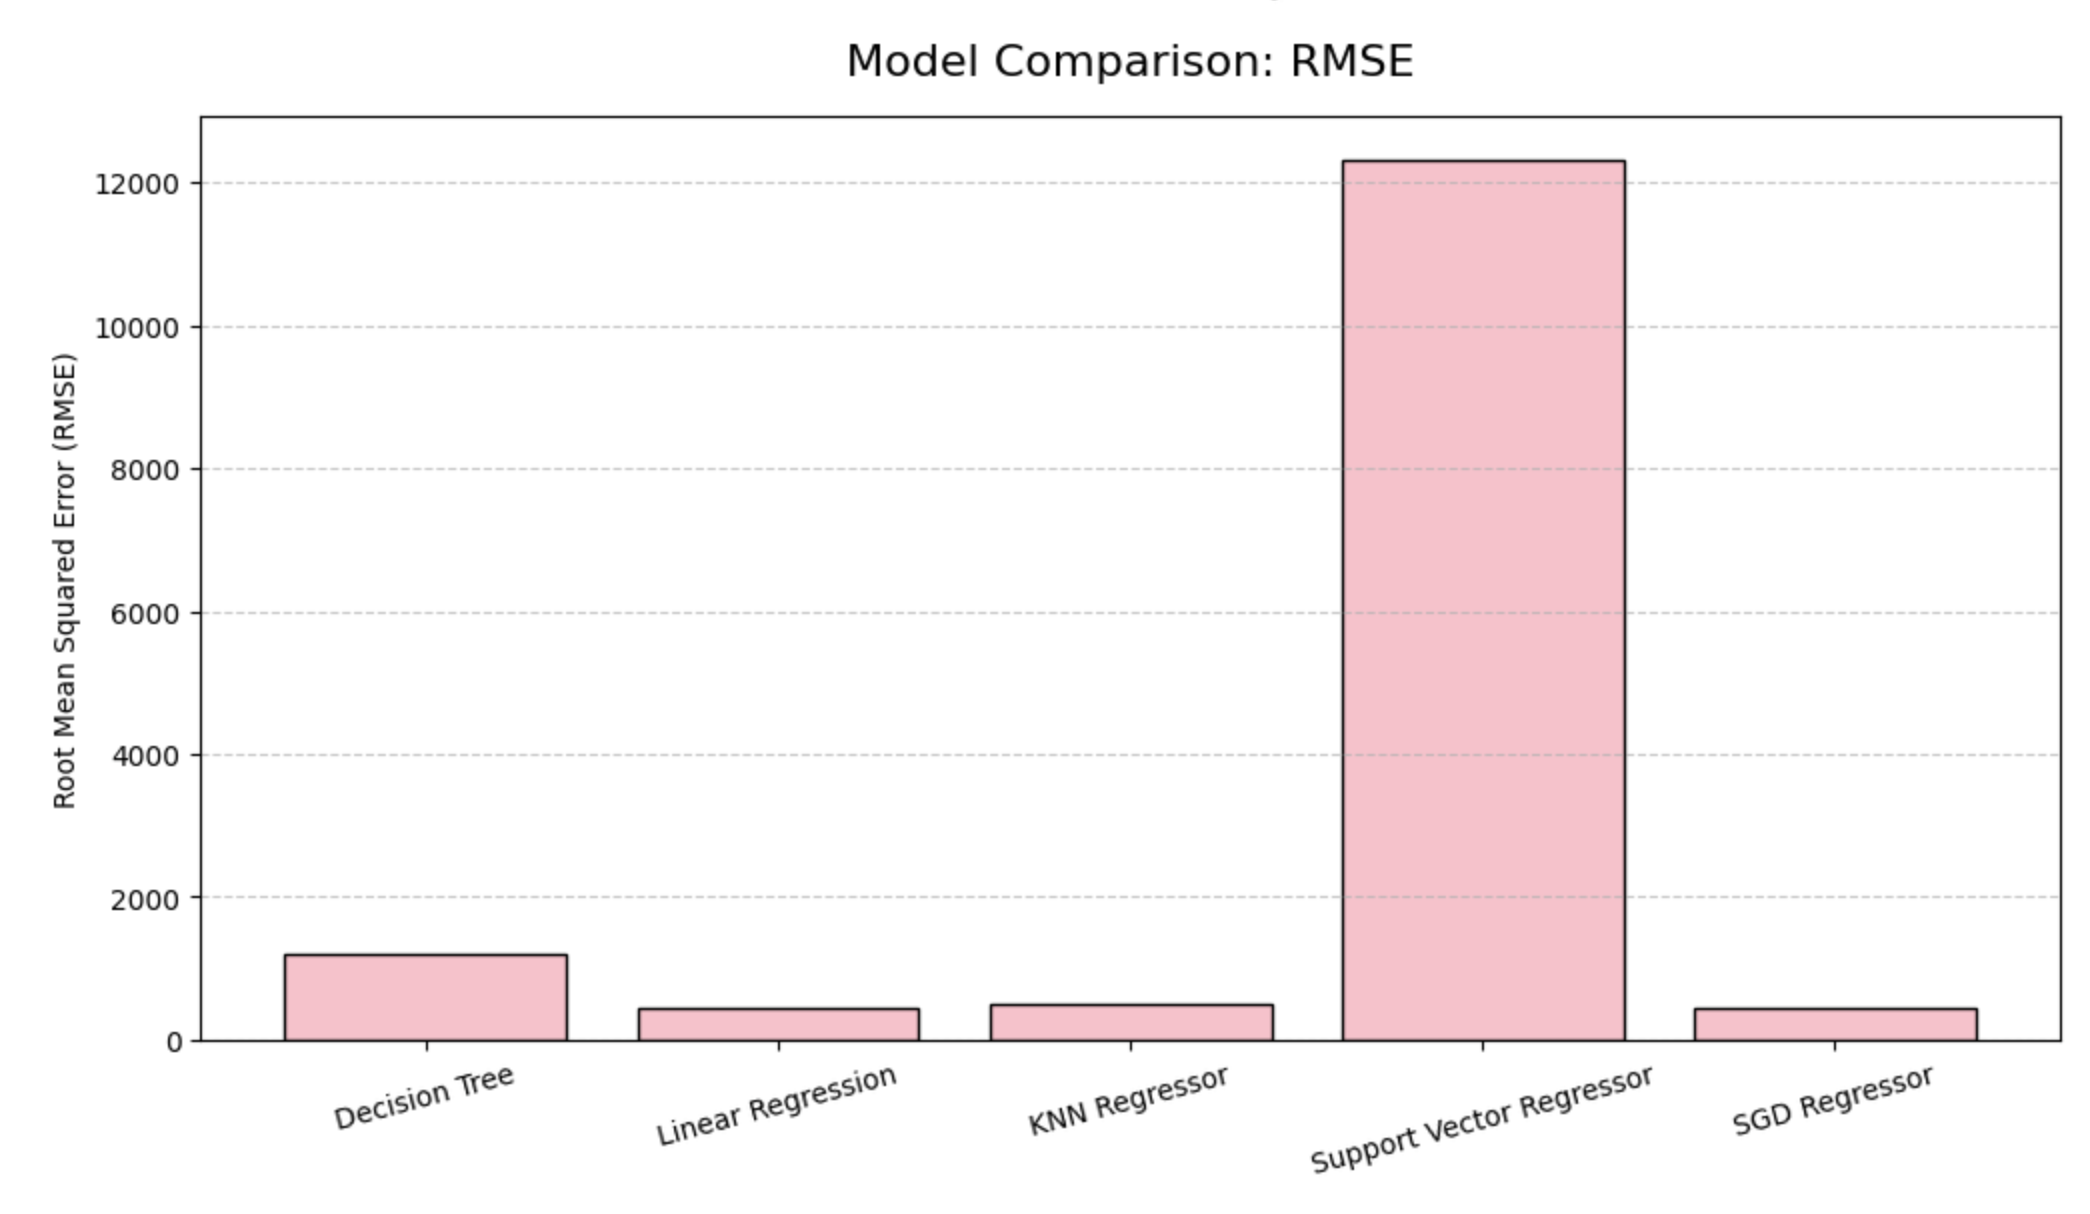 Model Comparison: RMSE
Root Mean Squared Error (RMSE)
12000
10000
8000
6000
4000
2000
0
Decision Tree
Linear Regression
KNN Regressor
Support Vector Regressor
SGD Regressor